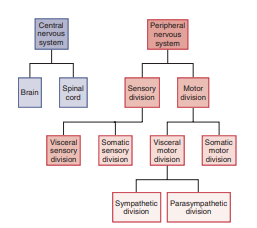 Central
nervous
system
Peripheral
nervous
system
Brain
Spinal
cord
Sensory
division
Motor
division
Visceral
sensory
division
Somatic
sensory
division
Visceral
motor
division
Somatic
motor
division
Sympathetic
division
Parasympathetic
division